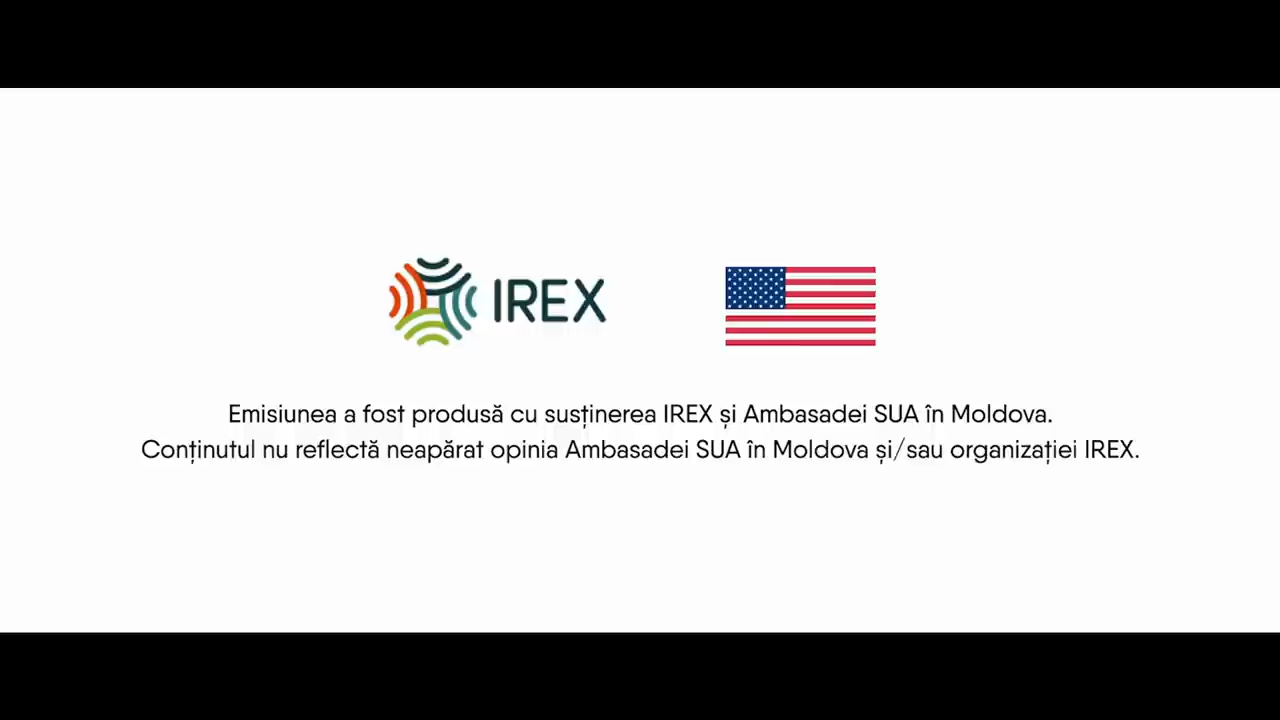 IREX
Emisiunea a fost produsă cu susținerea IREX și Ambasadei SUA în Moldova.
Conținutul nu reflectă neapărat opinia Ambasadei SUA în Moldova și/sau organizației IREX.